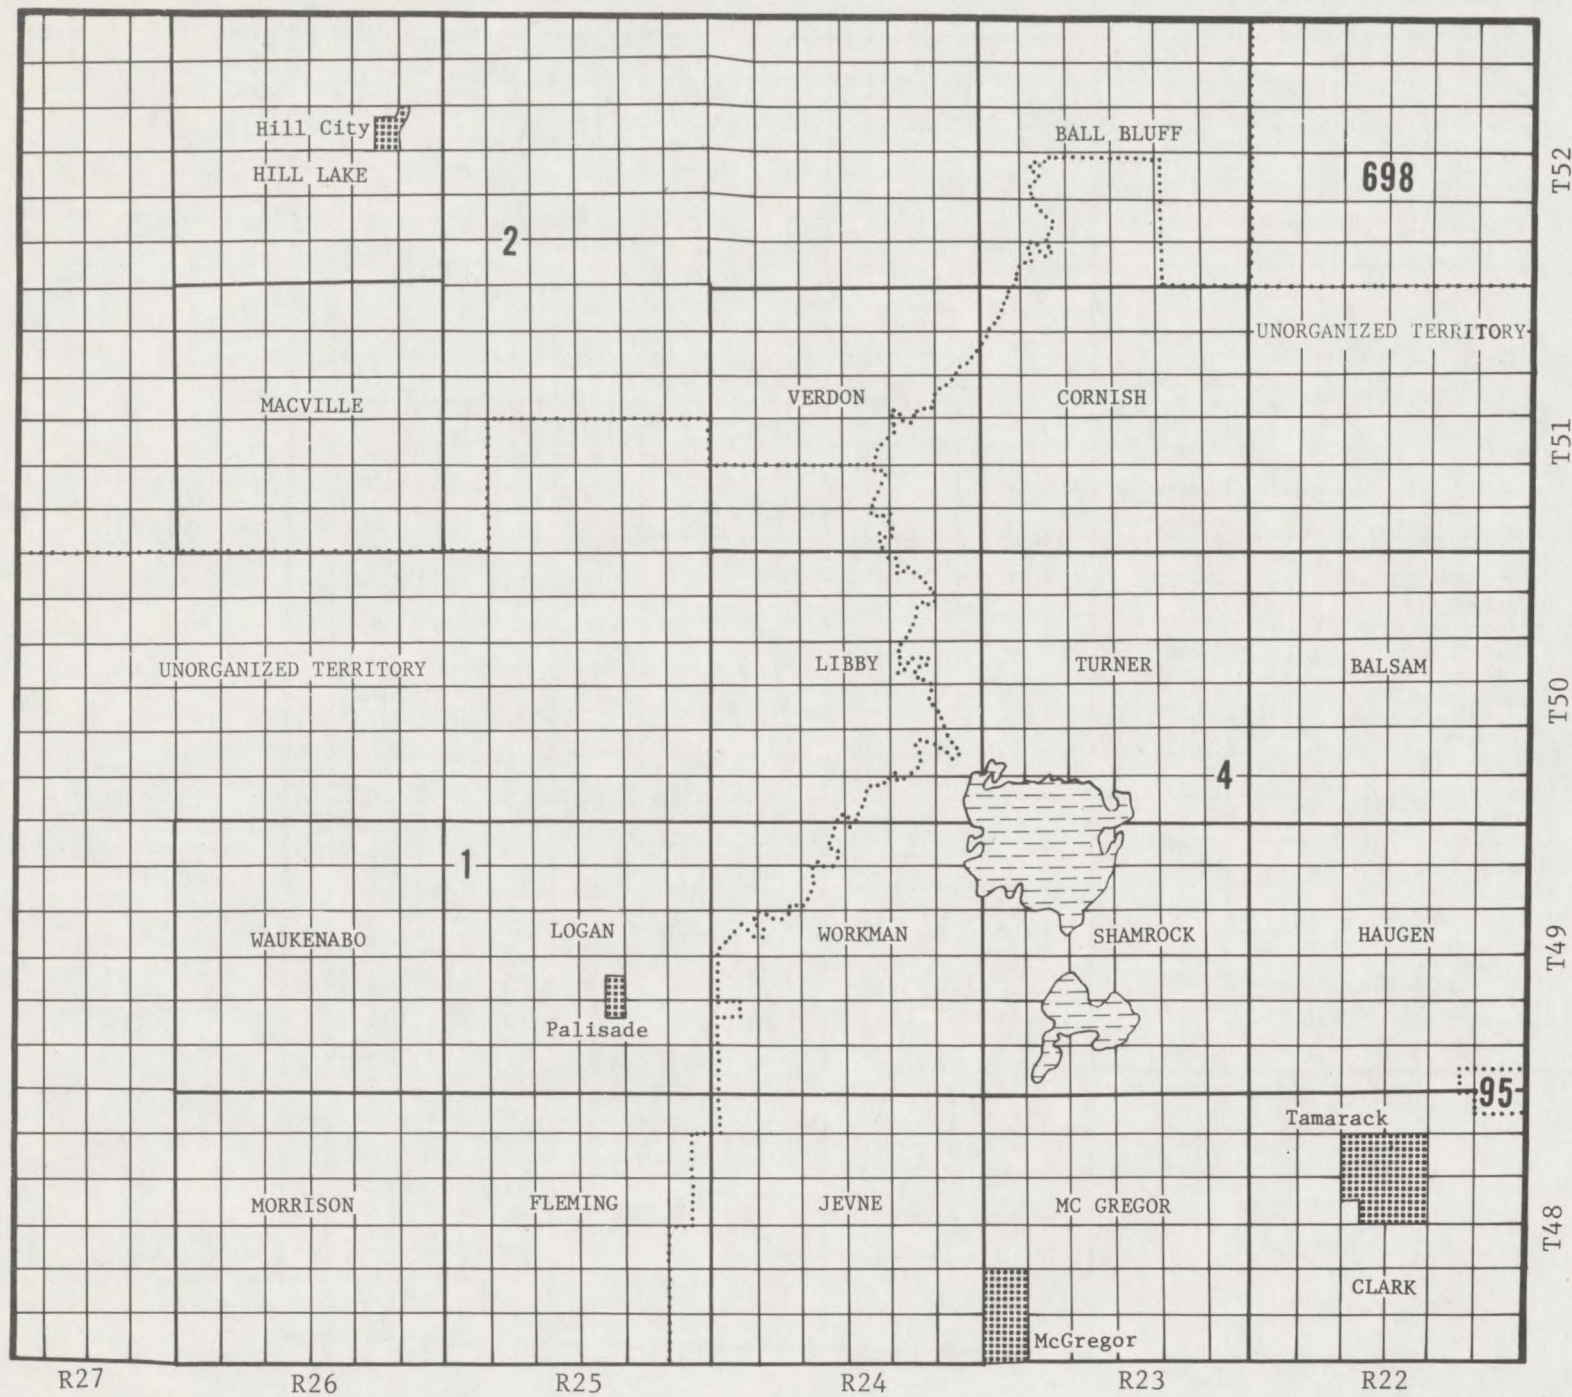 Hill City
HILL LAKE
BALL BLUFF
698
T52
2
UNORGANIZED TERRITORY
MACVILLE
VERDON
CORNISH
T51
UNORGANIZED TERRITORY
LIBBY
TURNER
BALSAM
T50
4
1
WAUKENABO
LOGAN
WORKMAN
SHAMROCK
HAUGEN
T49
Palisade
95
Tamarack
MORRISON
FLEMING
JEVNE
MC GREGOR
T48
CLARK
McGregor
R27
R26
R25
R24
R23
R22